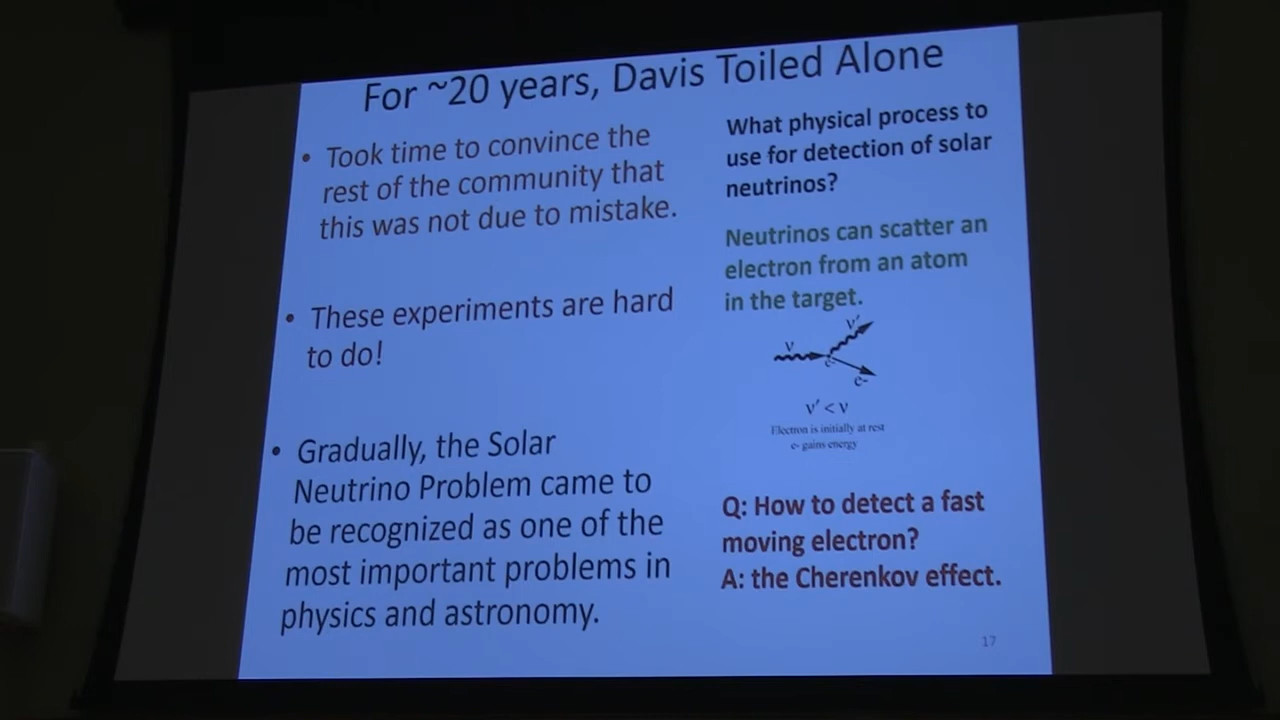 For ~20 years, Davis Toiled Alone
• Took time to convince the
rest of the community that
this was not due to mistake.
• These experiments are hard
to do!
• Gradually, the Solar
Neutrino Problem came to
be recognized as one of the
most important problems in
physics and astronomy.
What physical process to
use for detection of solar
neutrinos?
Neutrinos can scatter an
electron from an atom
in the target.
ν'
ν
e-
e-
ν' < ν
Electron is initially at rest
e- gains energy
Q: How to detect a fast
moving electron?
A: the Cherenkov effect.
17